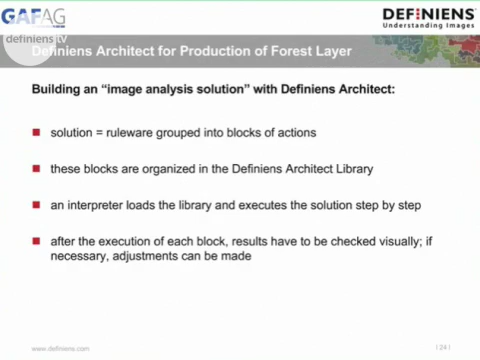 GAFAG
DEFINIENS
Understanding Images
definiens tv
Definiens Architect for Production of Forest Layer
Building an “image analysis solution” with Definiens Architect:
solution = ruleware grouped into blocks of actions
these blocks are organized in the Definiens Architect Library
an interpreter loads the library and executes the solution step by step
after the execution of each block, results have to be checked visually; if
necessary, adjustments can be made
www.definiens.com
| 24 |